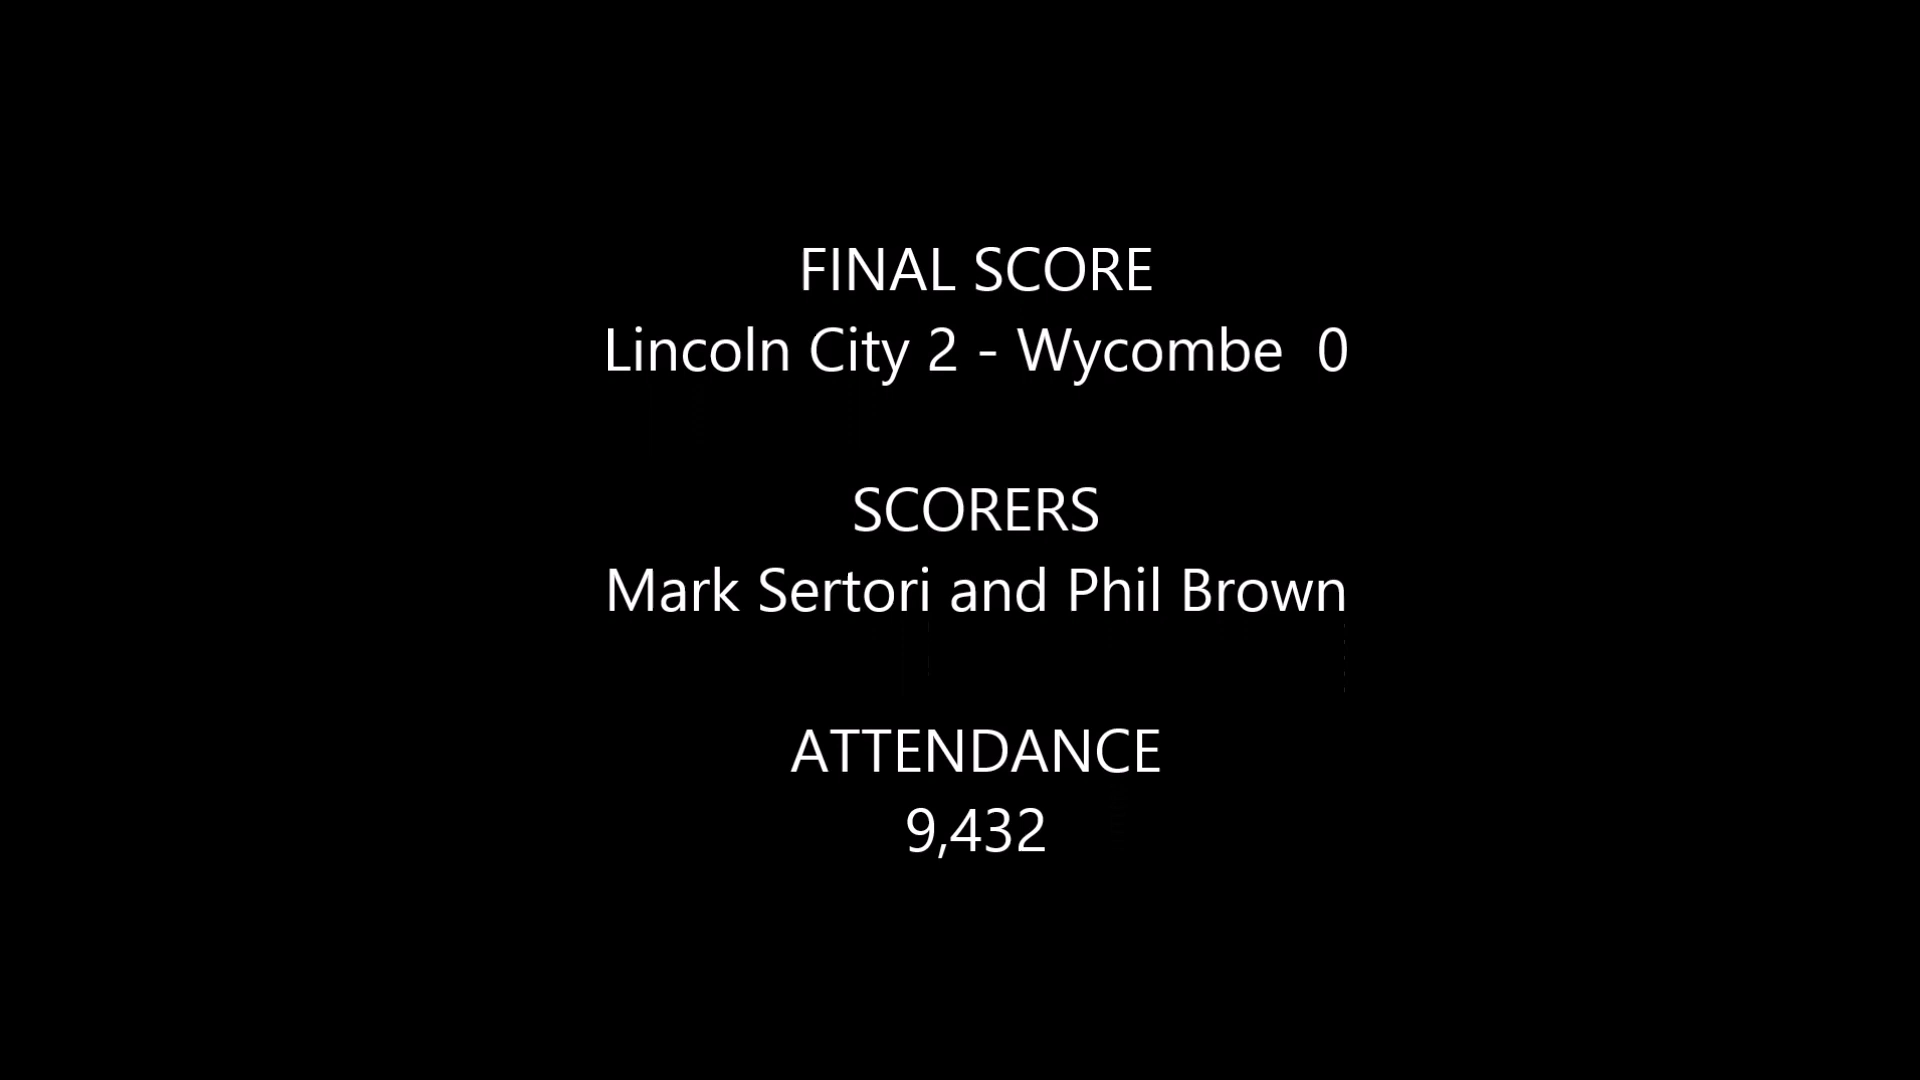 FINAL SCORE
Lincoln City 2 - Wycombe  0
SCORERS
Mark Sertori and Phil Brown
ATTENDANCE
9,432